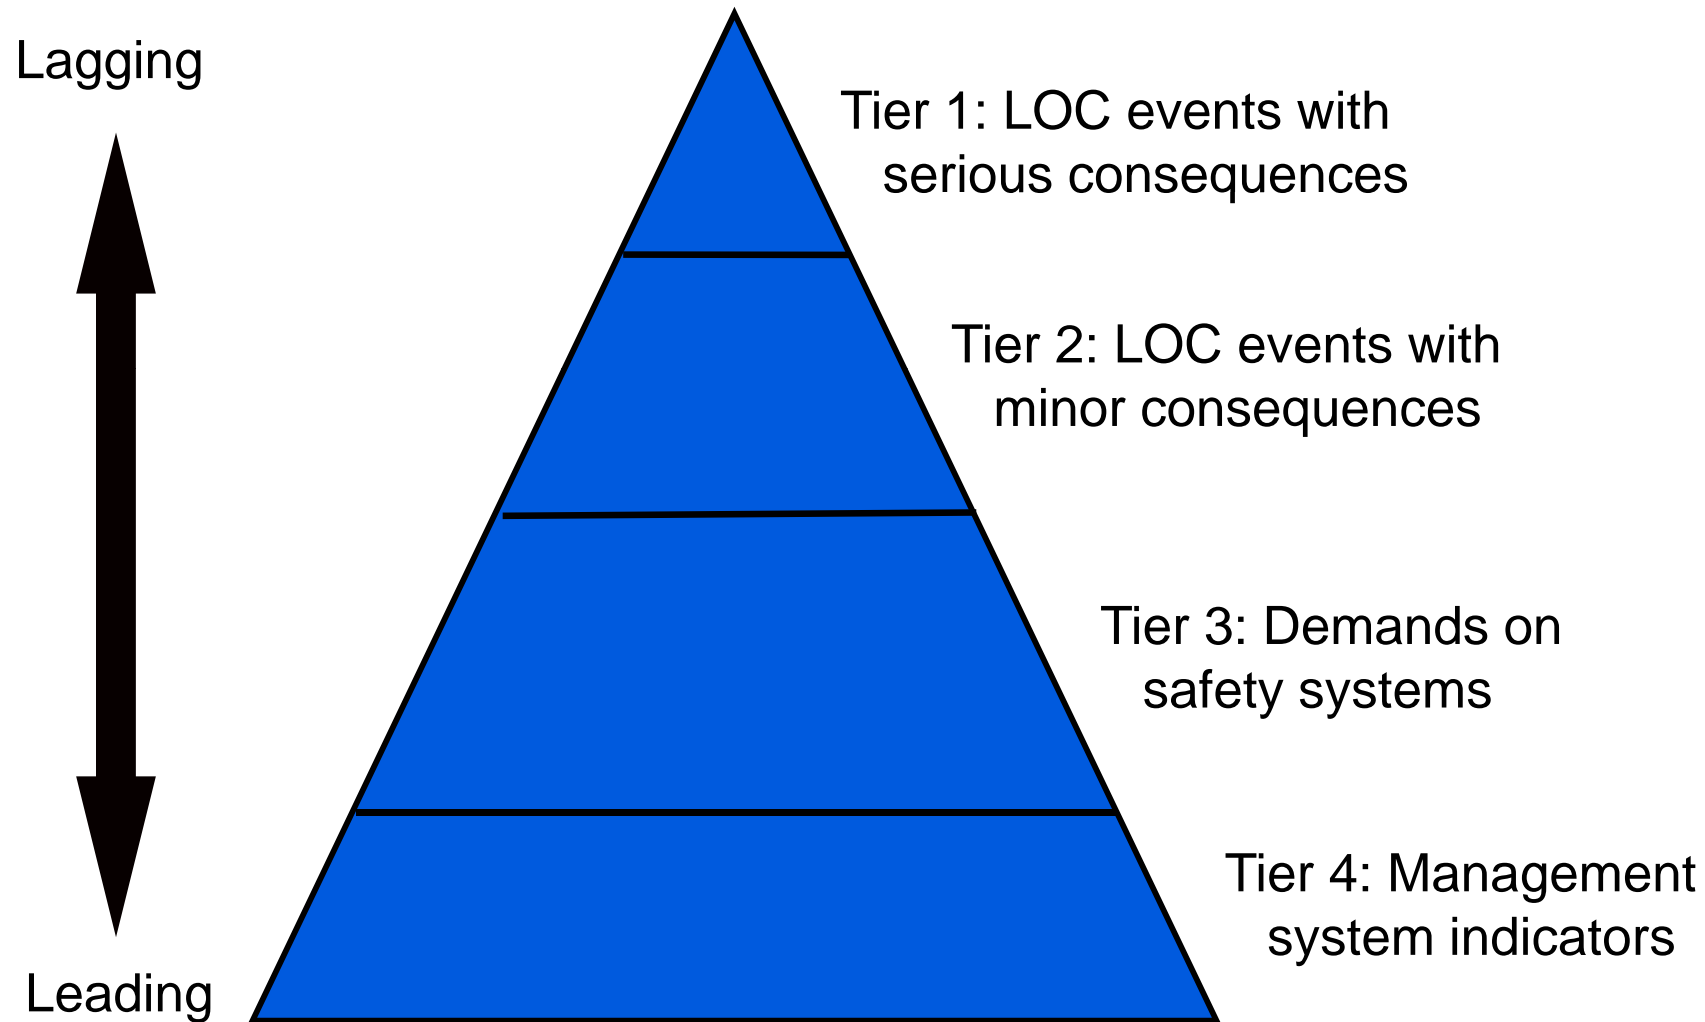 Lagging
Tier 1: LOC events with
serious consequences
Tier 2: LOC events with
minor consequences
Tier 3: Demands on
safety systems
Tier 4: Management
system indicators
Leading